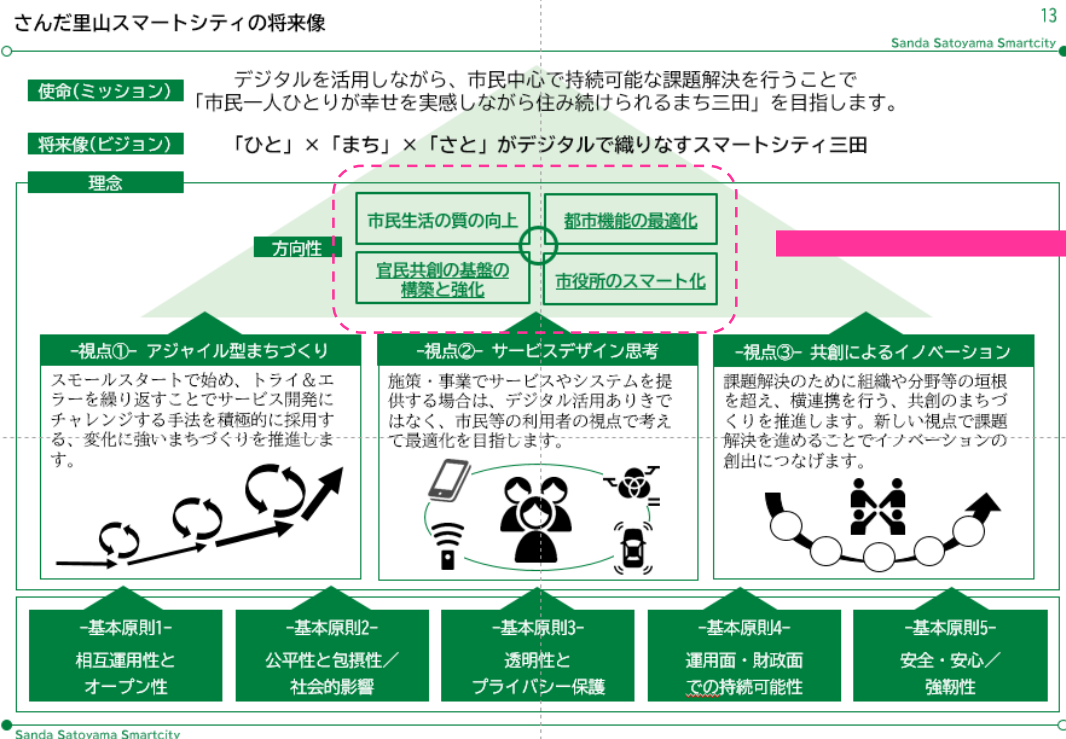 さんだ里山スマートシティの将来像
13
Sanda Satoyama Smartcity
使命(ミッション)
デジタルを活用しながら、市民中心で持続可能な課題解決を行うことで
「市民一人ひとりが幸せを実感しながら住み続けられるまち三田」を目指します。
将来像(ビジョン)
「ひと」×「まち」×「さと」がデジタルで織りなすスマートシティ三田
理念
方向性
市民生活の質の向上
都市機能の最適化
官民共創の基盤の
構築と強化
市役所のスマート化
-視点①- アジャイル型まちづくり
スモールスタートで始め、トライ&エ
ラーを繰り返すことでサービス開発に
チャレンジする手法を積極的に採用す
る、変化に強いまちづくりを推進しま
す。
-視点②- サービスデザイン思考
施策・事業でサービスやシステムを提
供する場合は、デジタル活用ありきで
はなく、市民等の利用者の視点で考え
て最適化を目指します。
-視点③- 共創によるイノベーション
課題解決のために組織や分野等の垣根
を超え、横連携を行う、共創のまちづ
くりを推進します。新しい視点で課題
解決を進めることでイノベーションの
創出につなげます。
-基本原則1-
相互運用性と
オープン性
-基本原則2-
公平性と包摂性／
社会的影響
-基本原則3-
透明性と
プライバシー保護
-基本原則4-
運用面・財政面
での持続可能性
-基本原則5-
安全・安心／
強靭性
Sanda Satoyama Smartcity